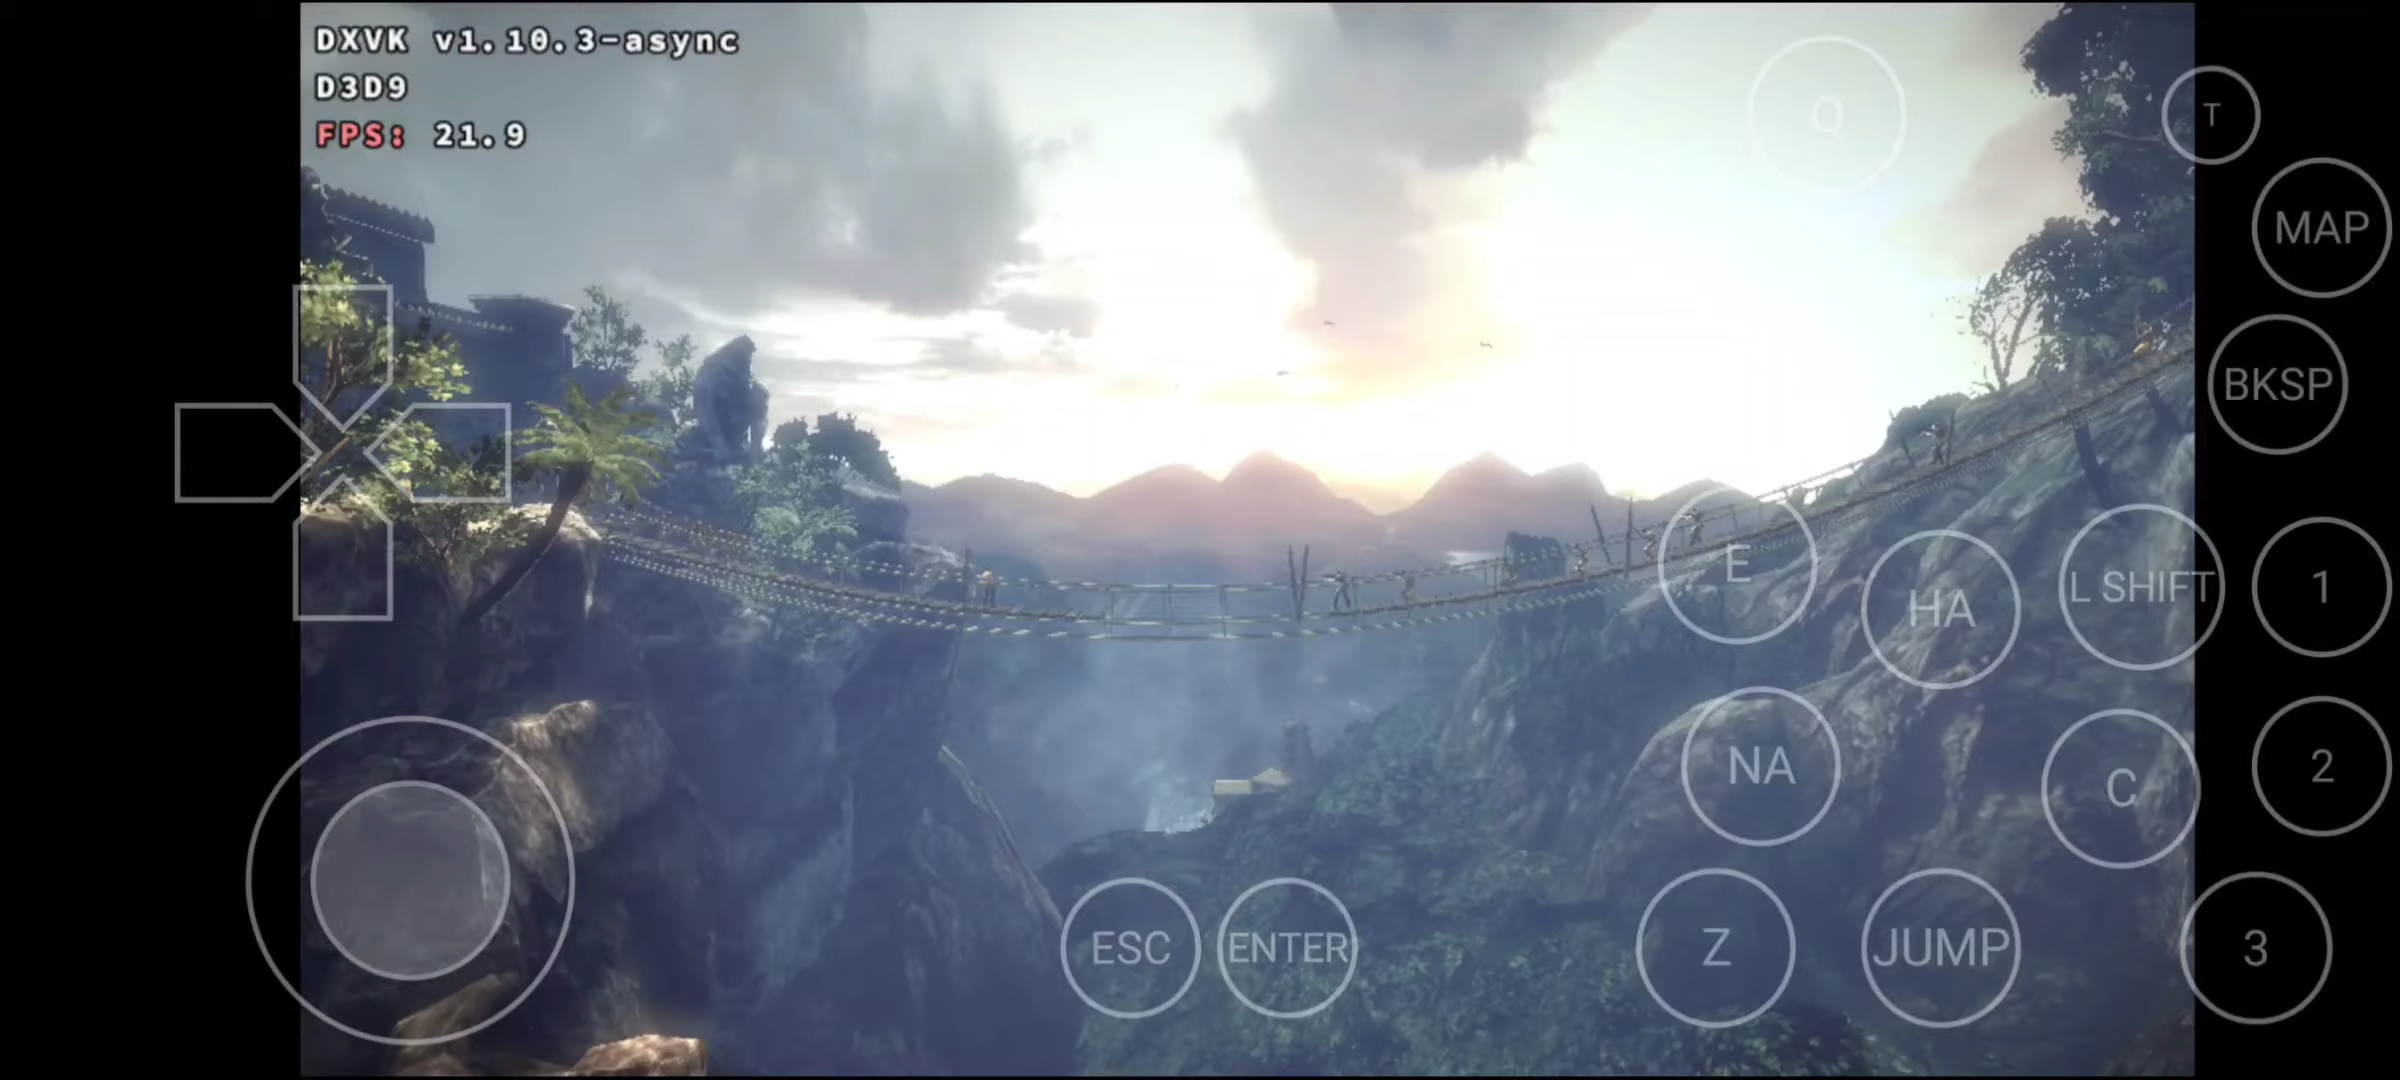 DXVK v1.10.3-async
D3D9
FPS: 21.9
Q
T
MAP
BKSP
E
HA
L SHIFT
1
NA
C
2
ESC
ENTER
Z
JUMP
3